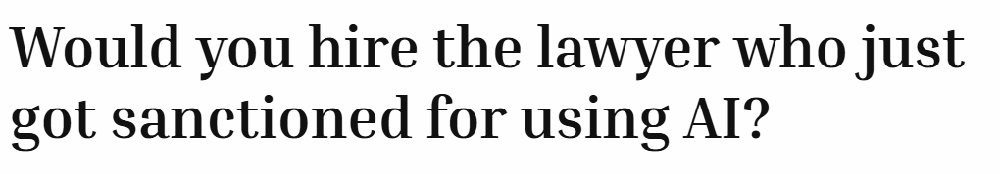 Would you hire the lawyer who just
got sanctioned for using AI?